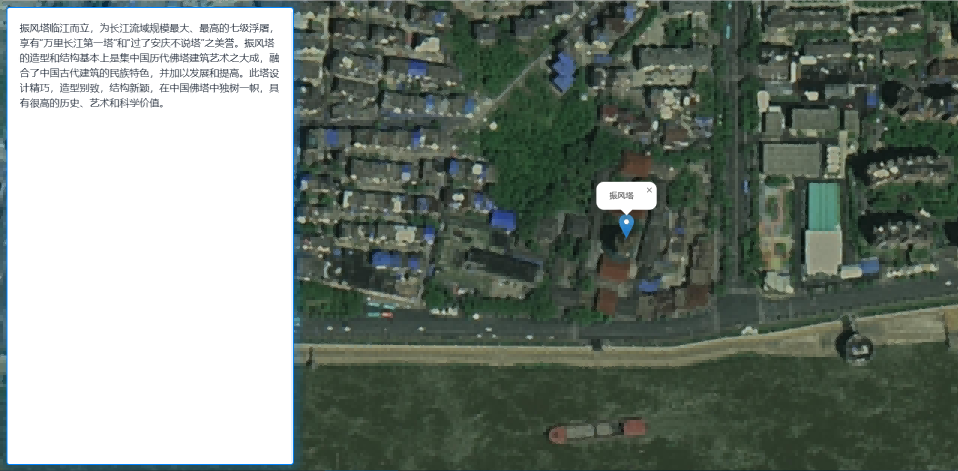 振风塔临江而立，为长江流域规模最大、最高的七级浮屠，
享有"万里长江第一塔"和"过了安庆不说塔"之美誉。振风塔
的造型和结构基本上是集中国历代佛塔建筑艺术之大成，融
合了中国古代建筑的民族特色，并加以发展和提高。此塔设
计精巧，造型别致，结构新颖，在中国佛塔中独树一帜，具
有很高的历史、艺术和科学价值。
振风塔